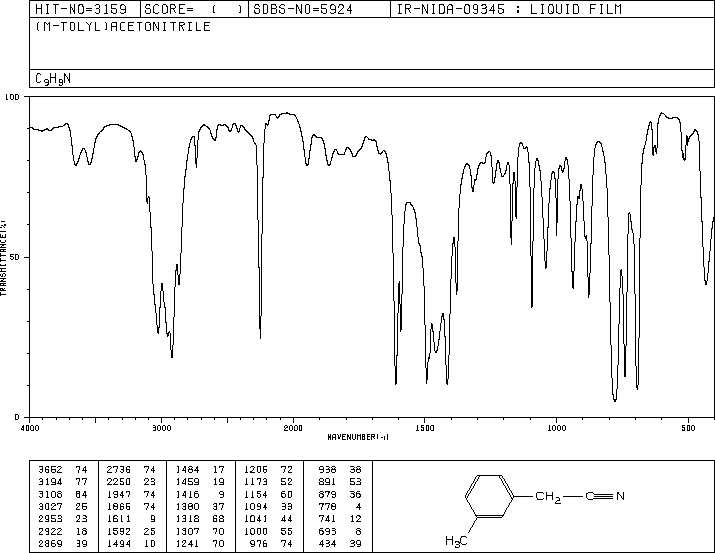 HIT-NO=3159 SCORE= ( ) SDBS-NO=5924 IR-NIDA-09345 : LIQUID FILM
(M-TOLYL)ACETONITRILE
C9H9N
100
50
0
TRANSMITTANCE(%)
4000 3000 2000 1500 1000 500
WAVENUMBER(-1)
3652 74 2736 74 1484 17 1206 72 938 38
3194 77 2250 23 1459 19 1173 52 891 53
3108 64 1947 74 1416 9 1154 60 879 36
3027 25 1866 74 1380 37 1094 33 778 4
2953 23 1611 9 1318 68 1041 44 741 12
2922 18 1592 25 1307 70 1000 55 693 8
2869 39 1494 10 1241 70 976 74 434 39
CH2 C N
H3C